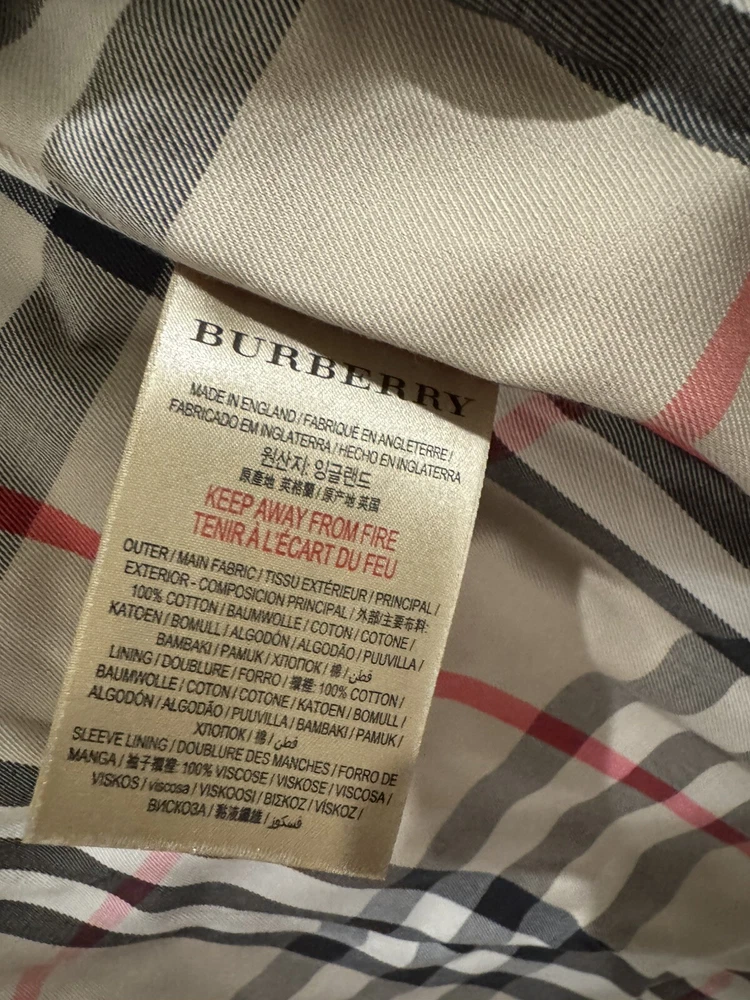 BURBERRY
MADE IN ENGLAND / FABRIQUÉ EN ANGLETERRE /
FABRICADO EM INGLATERRA / HECHO EN INGLATERRA
원산지: 잉글랜드
原產地 英格蘭 / 原产地 英国
KEEP AWAY FROM FIRE
TENIR À L'ÉCART DU FEU
OUTER / MAIN FABRIC / TISSU EXTÉRIEUR / PRINCIPAL /
EXTERIOR - COMPOSICION PRINCIPAL / 外部/主要布料:
100% COTTON / BAUMWOLLE / COTON / COTONE /
KATOEN / BOMULL / ALGODÓN / ALGODÃO / PUUVILLA /
BAMBAKI / PAMUK / ХЛОПОК / 棉 / قطن
LINING / DOUBLURE / FORRO / 襯裡: 100% COTTON /
BAUMWOLLE / COTON / COTONE / KATOEN / BOMULL /
ALGODÓN / ALGODÃO / PUUVILLA / BAMBAKI / PAMUK /
ХЛОПОК / 棉 / قطن
SLEEVE LINING / DOUBLURE DES MANCHES / FORRO DE
MANGA / 袖子襯裡: 100% VISCOSE / VISKOSE / VISCOSA /
VISKOS / viscosa / VISKOOSI / ΒΙΣΚΟΖ / VİSKOZ /
ВИСКОЗА / 黏液纖維 / فسكوز